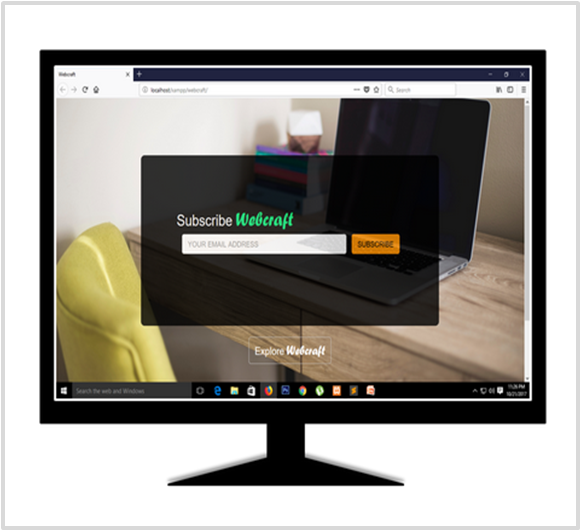 Webcraft
localhost/xampp/webcraft/
Search
Subscribe Webcraft
YOUR EMAIL ADDRESS
SUBSCRIBE
Explore Webcraft
Search the web and Windows
11:26 PM
10/21/2017